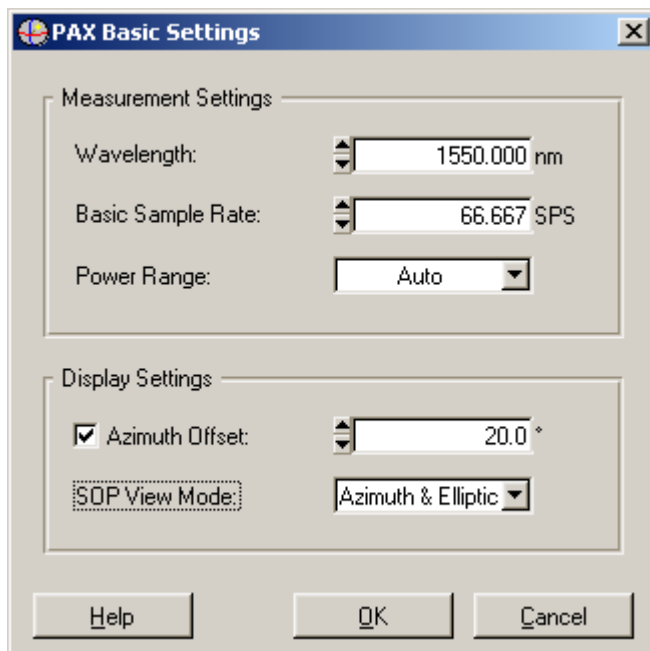 PAX Basic Settings
Measurement Settings
Wavelength: 1550.000 nm
Basic Sample Rate: 66.667 SPS
Power Range: Auto
Display Settings
Azimuth Offset: 20.0 °
SOP View Mode: Azimuth & Elliptic
Help OK Cancel